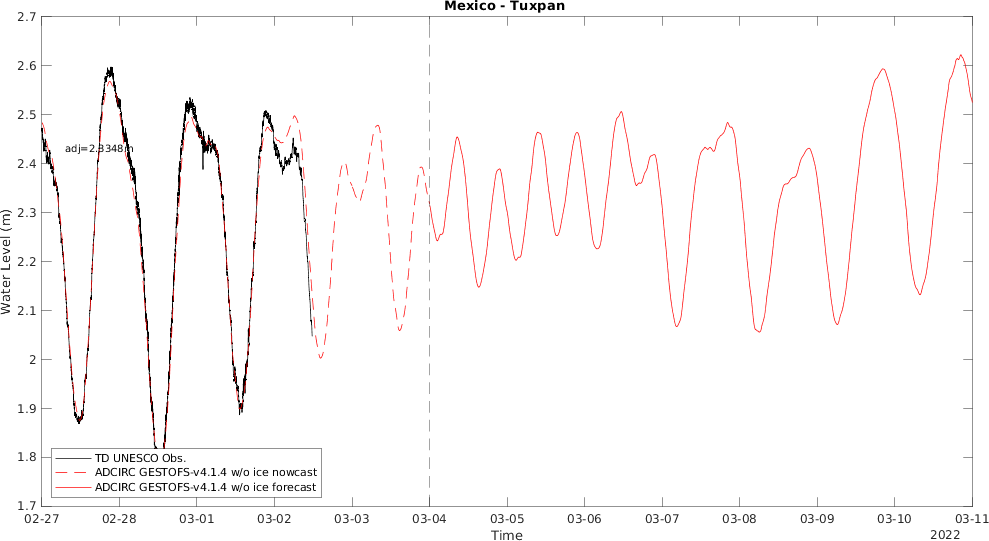 Mexico - Tuxpan
2.7
2.6
2.5
2.4
2.3
2.2
2.1
2
1.9
1.8
1.7
Water Level (m)
adj=2.3348m
TD UNESCO Obs.
ADCIRC GESTOFS-v4.1.4 w/o ice nowcast
ADCIRC GESTOFS-v4.1.4 w/o ice forecast
02-27 02-28 03-01 03-02 03-03 03-04 03-05 03-06 03-07 03-08 03-09 03-10 03-11
Time
2022